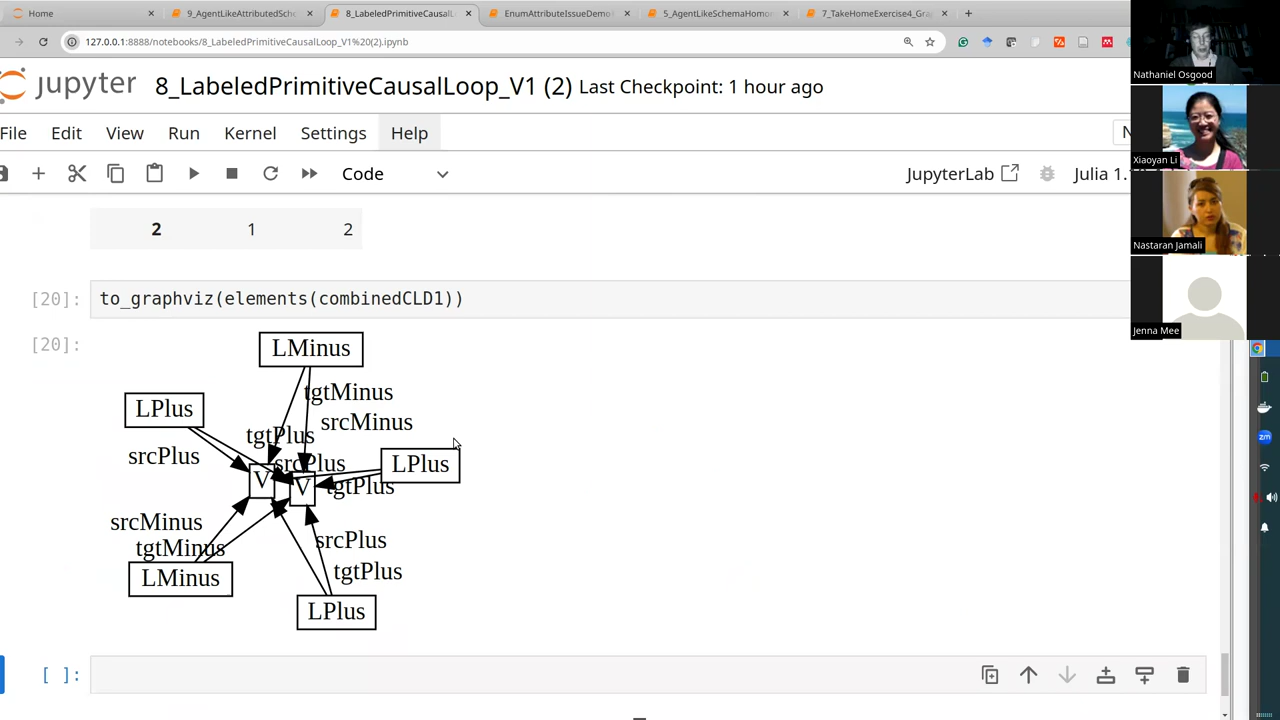 Home
9_AgentLikeAttributedSch
8_LabeledPrimitiveCausalL
EnumAttributeIssueDemo
5_AgentLikeSchemaHomor
7_TakeHomeExercise4_Gra
127.0.0.1:8888/notebooks/8_LabeledPrimitiveCausalLoop_V1%20(2).ipynb
jupyter 8_LabeledPrimitiveCausalLoop_V1 (2) Last Checkpoint: 1 hour ago
File Edit View Run Kernel Settings Help
Code JupyterLab Julia 1.
2 1 2
[20]: to_graphviz(elements(combinedCLD1))
[20]:
LMinus
tgtMinus
LPlus
srcMinus
tgtPlus
srcPlus
srcPlus
LPlus
V
V
tgtPlus
srcMinus
srcPlus
tgtMinus
tgtPlus
LMinus
LPlus
[ ]:
Nathaniel Osgood
Xiaoyan Li
Nastaran Jamali
Jenna Mee
zm